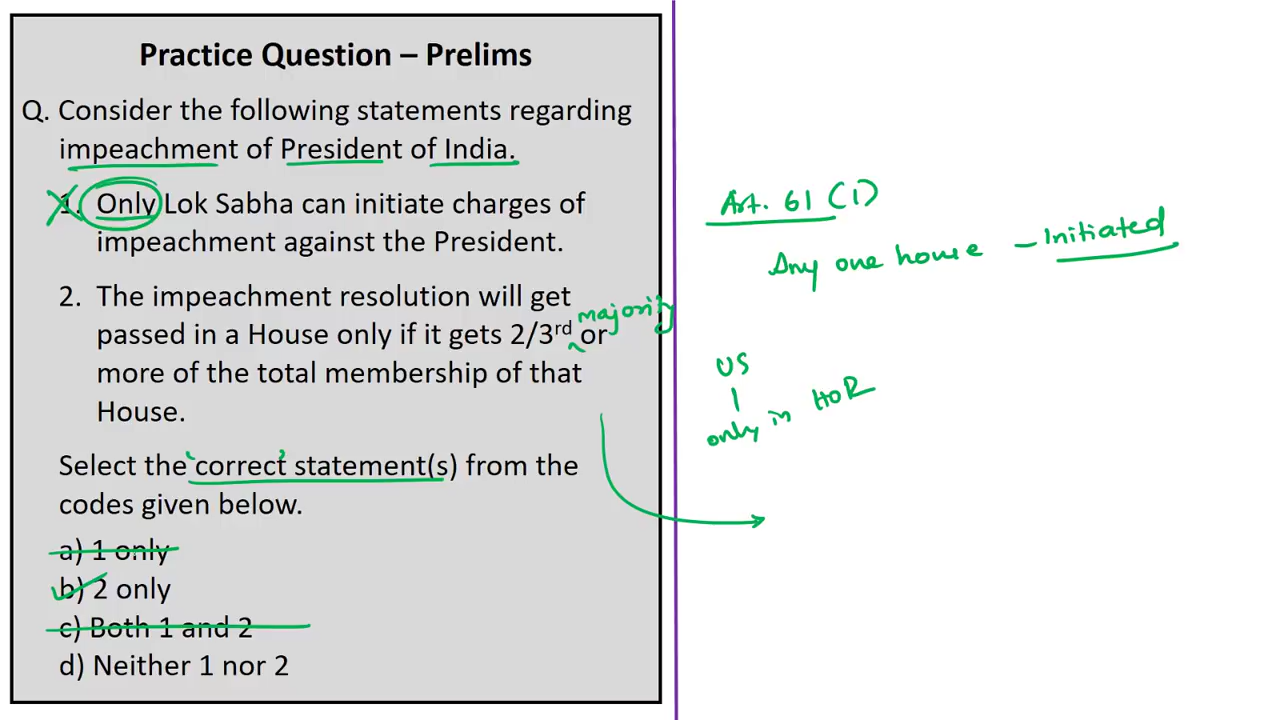 Practice Question – Prelims
Q. Consider the following statements regarding
impeachment of President of India.
1. Only Lok Sabha can initiate charges of
impeachment against the President.
2. The impeachment resolution will get
majority
passed in a House only if it gets 2/3rd or
more of the total membership of that
House.
Select the correct statement(s) from the
codes given below.
a) 1 only
b) 2 only
c) Both 1 and 2
d) Neither 1 nor 2
Art. 61 (1)
Any one house – Initiated
US
only in HOR